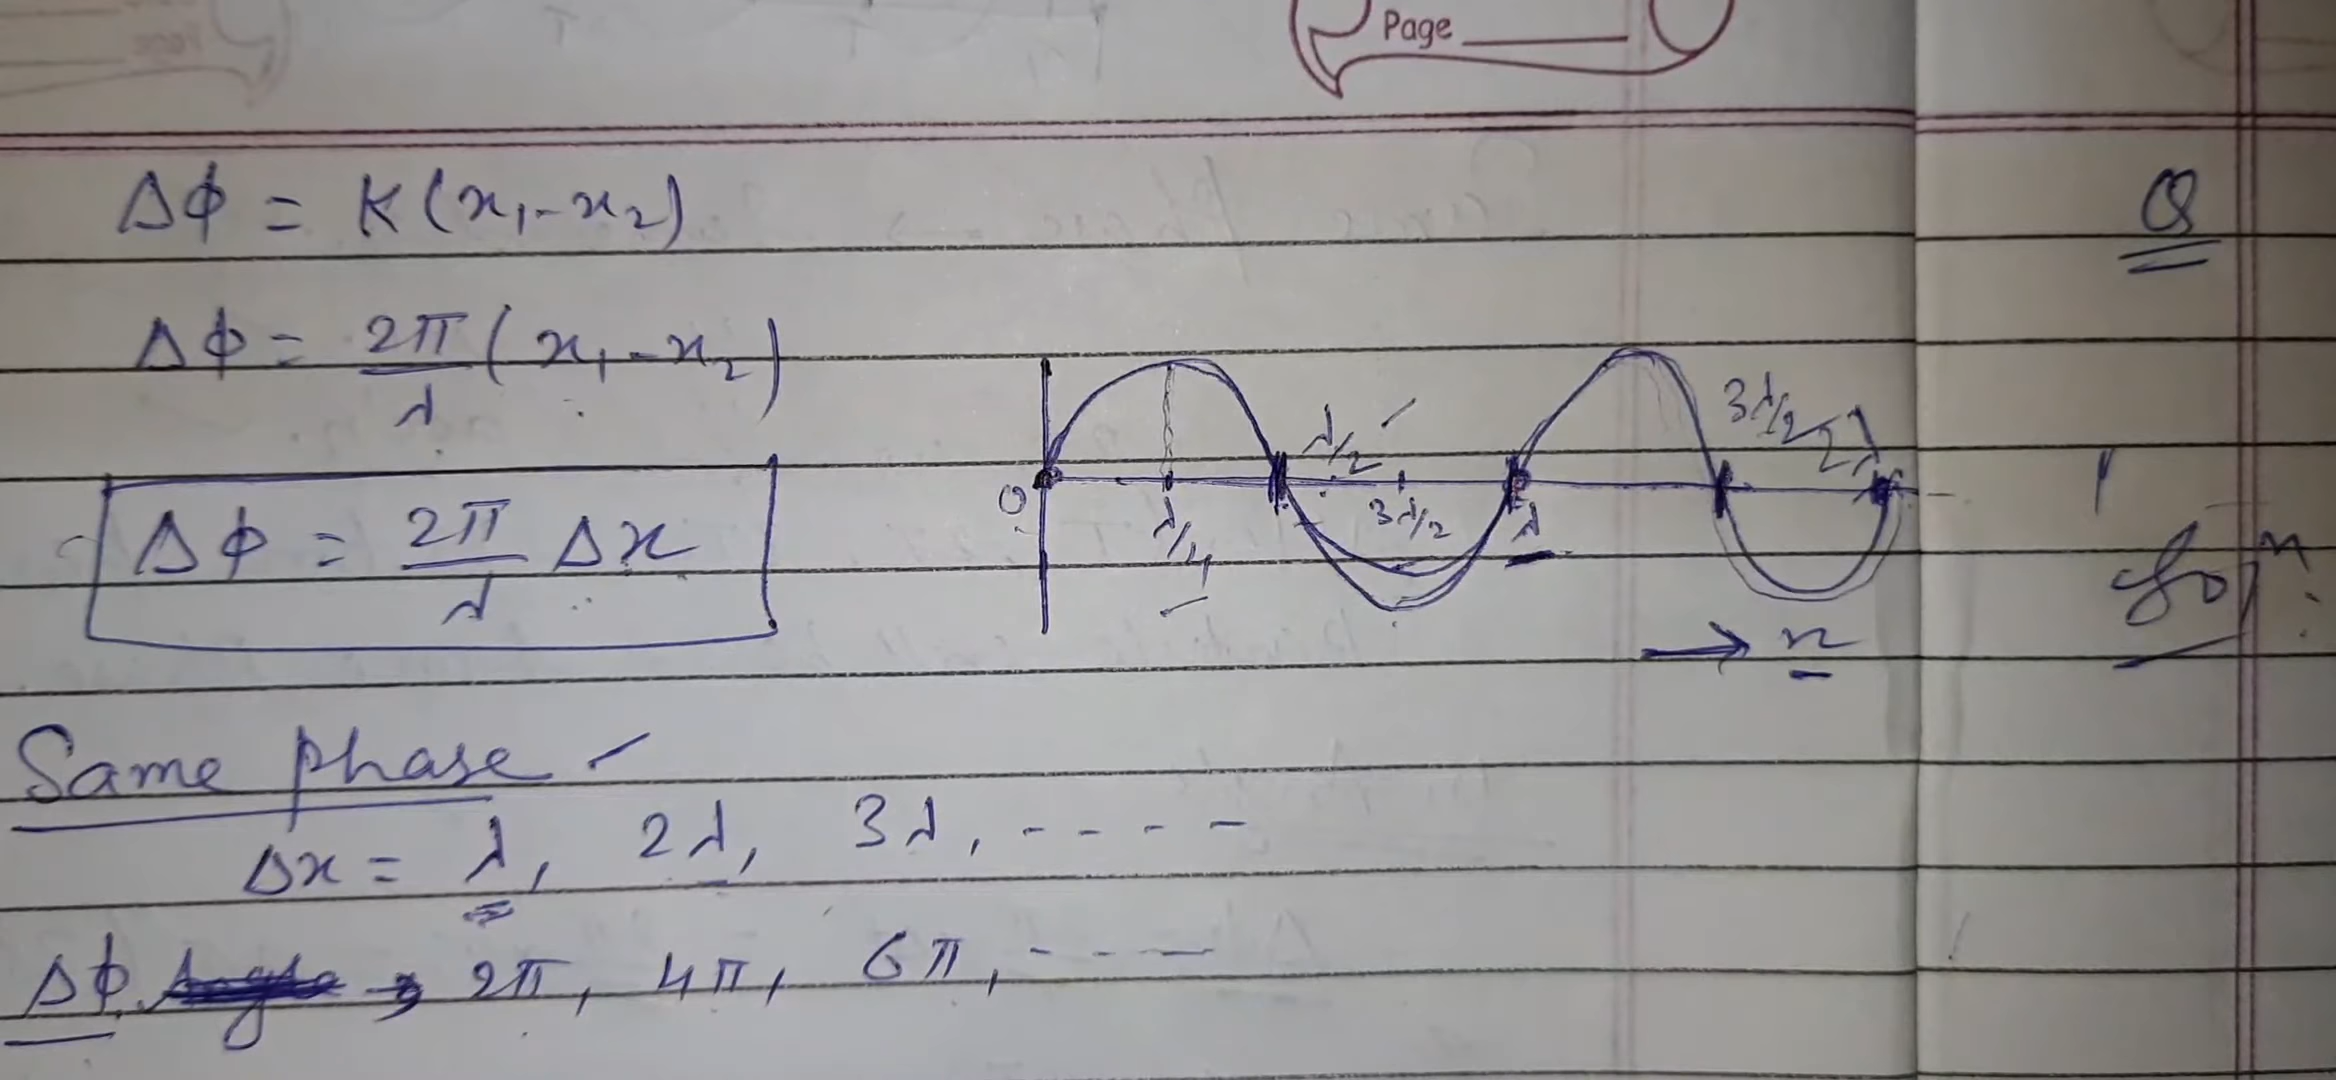 Page
Δφ = K(x₁-x₂)
Q
Δφ = 2π/λ (x₁-x₂)
Δφ = 2π/λ Δx
O λ/4 λ/2 3λ/2 λ 3λ/2 2λ
→ x
Solⁿ.
Same phase -
Δx = λ, 2λ, 3λ, - - - -
Δφ → 2π, 4π, 6π, - - - -